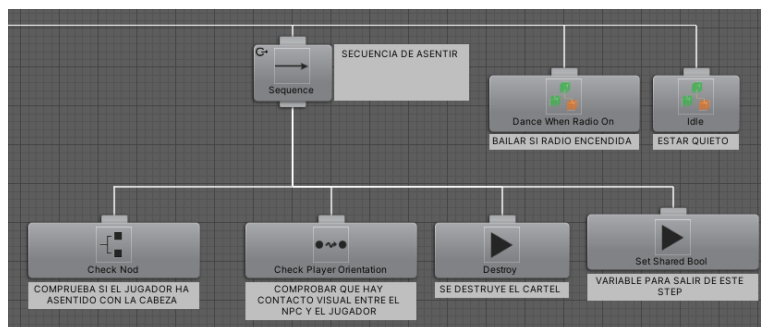 Sequence
SECUENCIA DE ASENTIR
Dance When Radio On
BAILAR SI RADIO ENCENDIDA
Idle
ESTAR QUIETO
Check Nod
COMPRUEBA SI EL JUGADOR HA
ASENTIDO CON LA CABEZA
Check Player Orientation
COMPROBAR QUE HAY
CONTACTO VISUAL ENTRE EL
NPC Y EL JUGADOR
Destroy
SE DESTRUYE EL CARTEL
Set Shared Bool
VARIABLE PARA SALIR DE ESTE
STEP